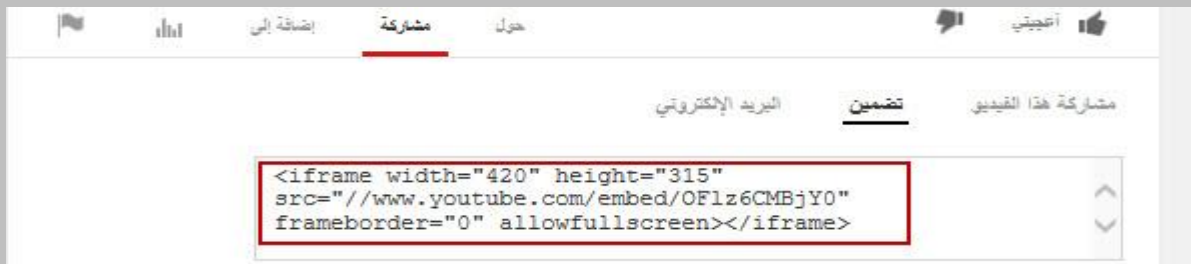 أعجبني
حول مشاركة إضافة إلى
مشاركة هذا الفيديو تضمين البريد الإلكتروني
<iframe width="420" height="315"
src="//www.youtube.com/embed/OFlz6CMBjY0"
frameborder="0" allowfullscreen></iframe>